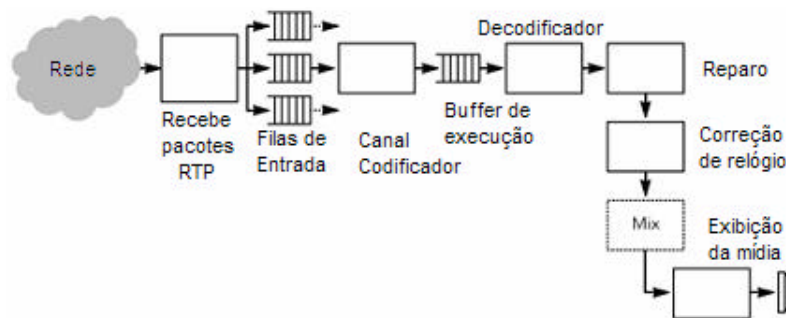 Rede
Recebe
pacotes
RTP
Filas de
Entrada
Canal
Codificador
Buffer de
execução
Decodificador
Reparo
Correção
de relógio
Mix
Exibição
da mídia